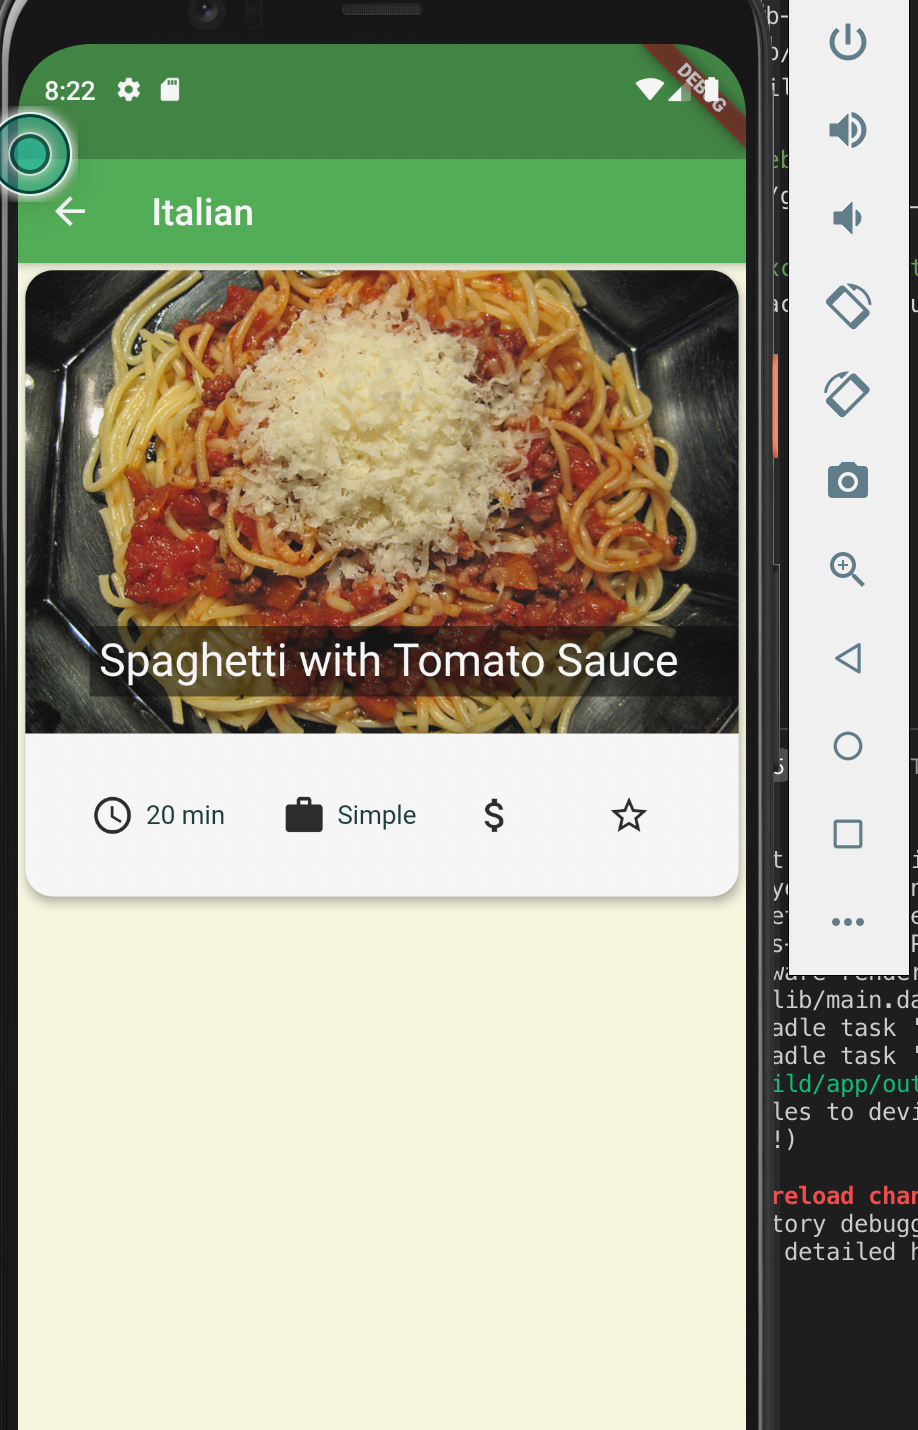 8:22
DEBUG
Italian
Spaghetti with Tomato Sauce
20 min
Simple
$
lib/main.da
adle task '
adle task '
ild/app/out
les to devi
!)
reload char
tory debugg
detailed h